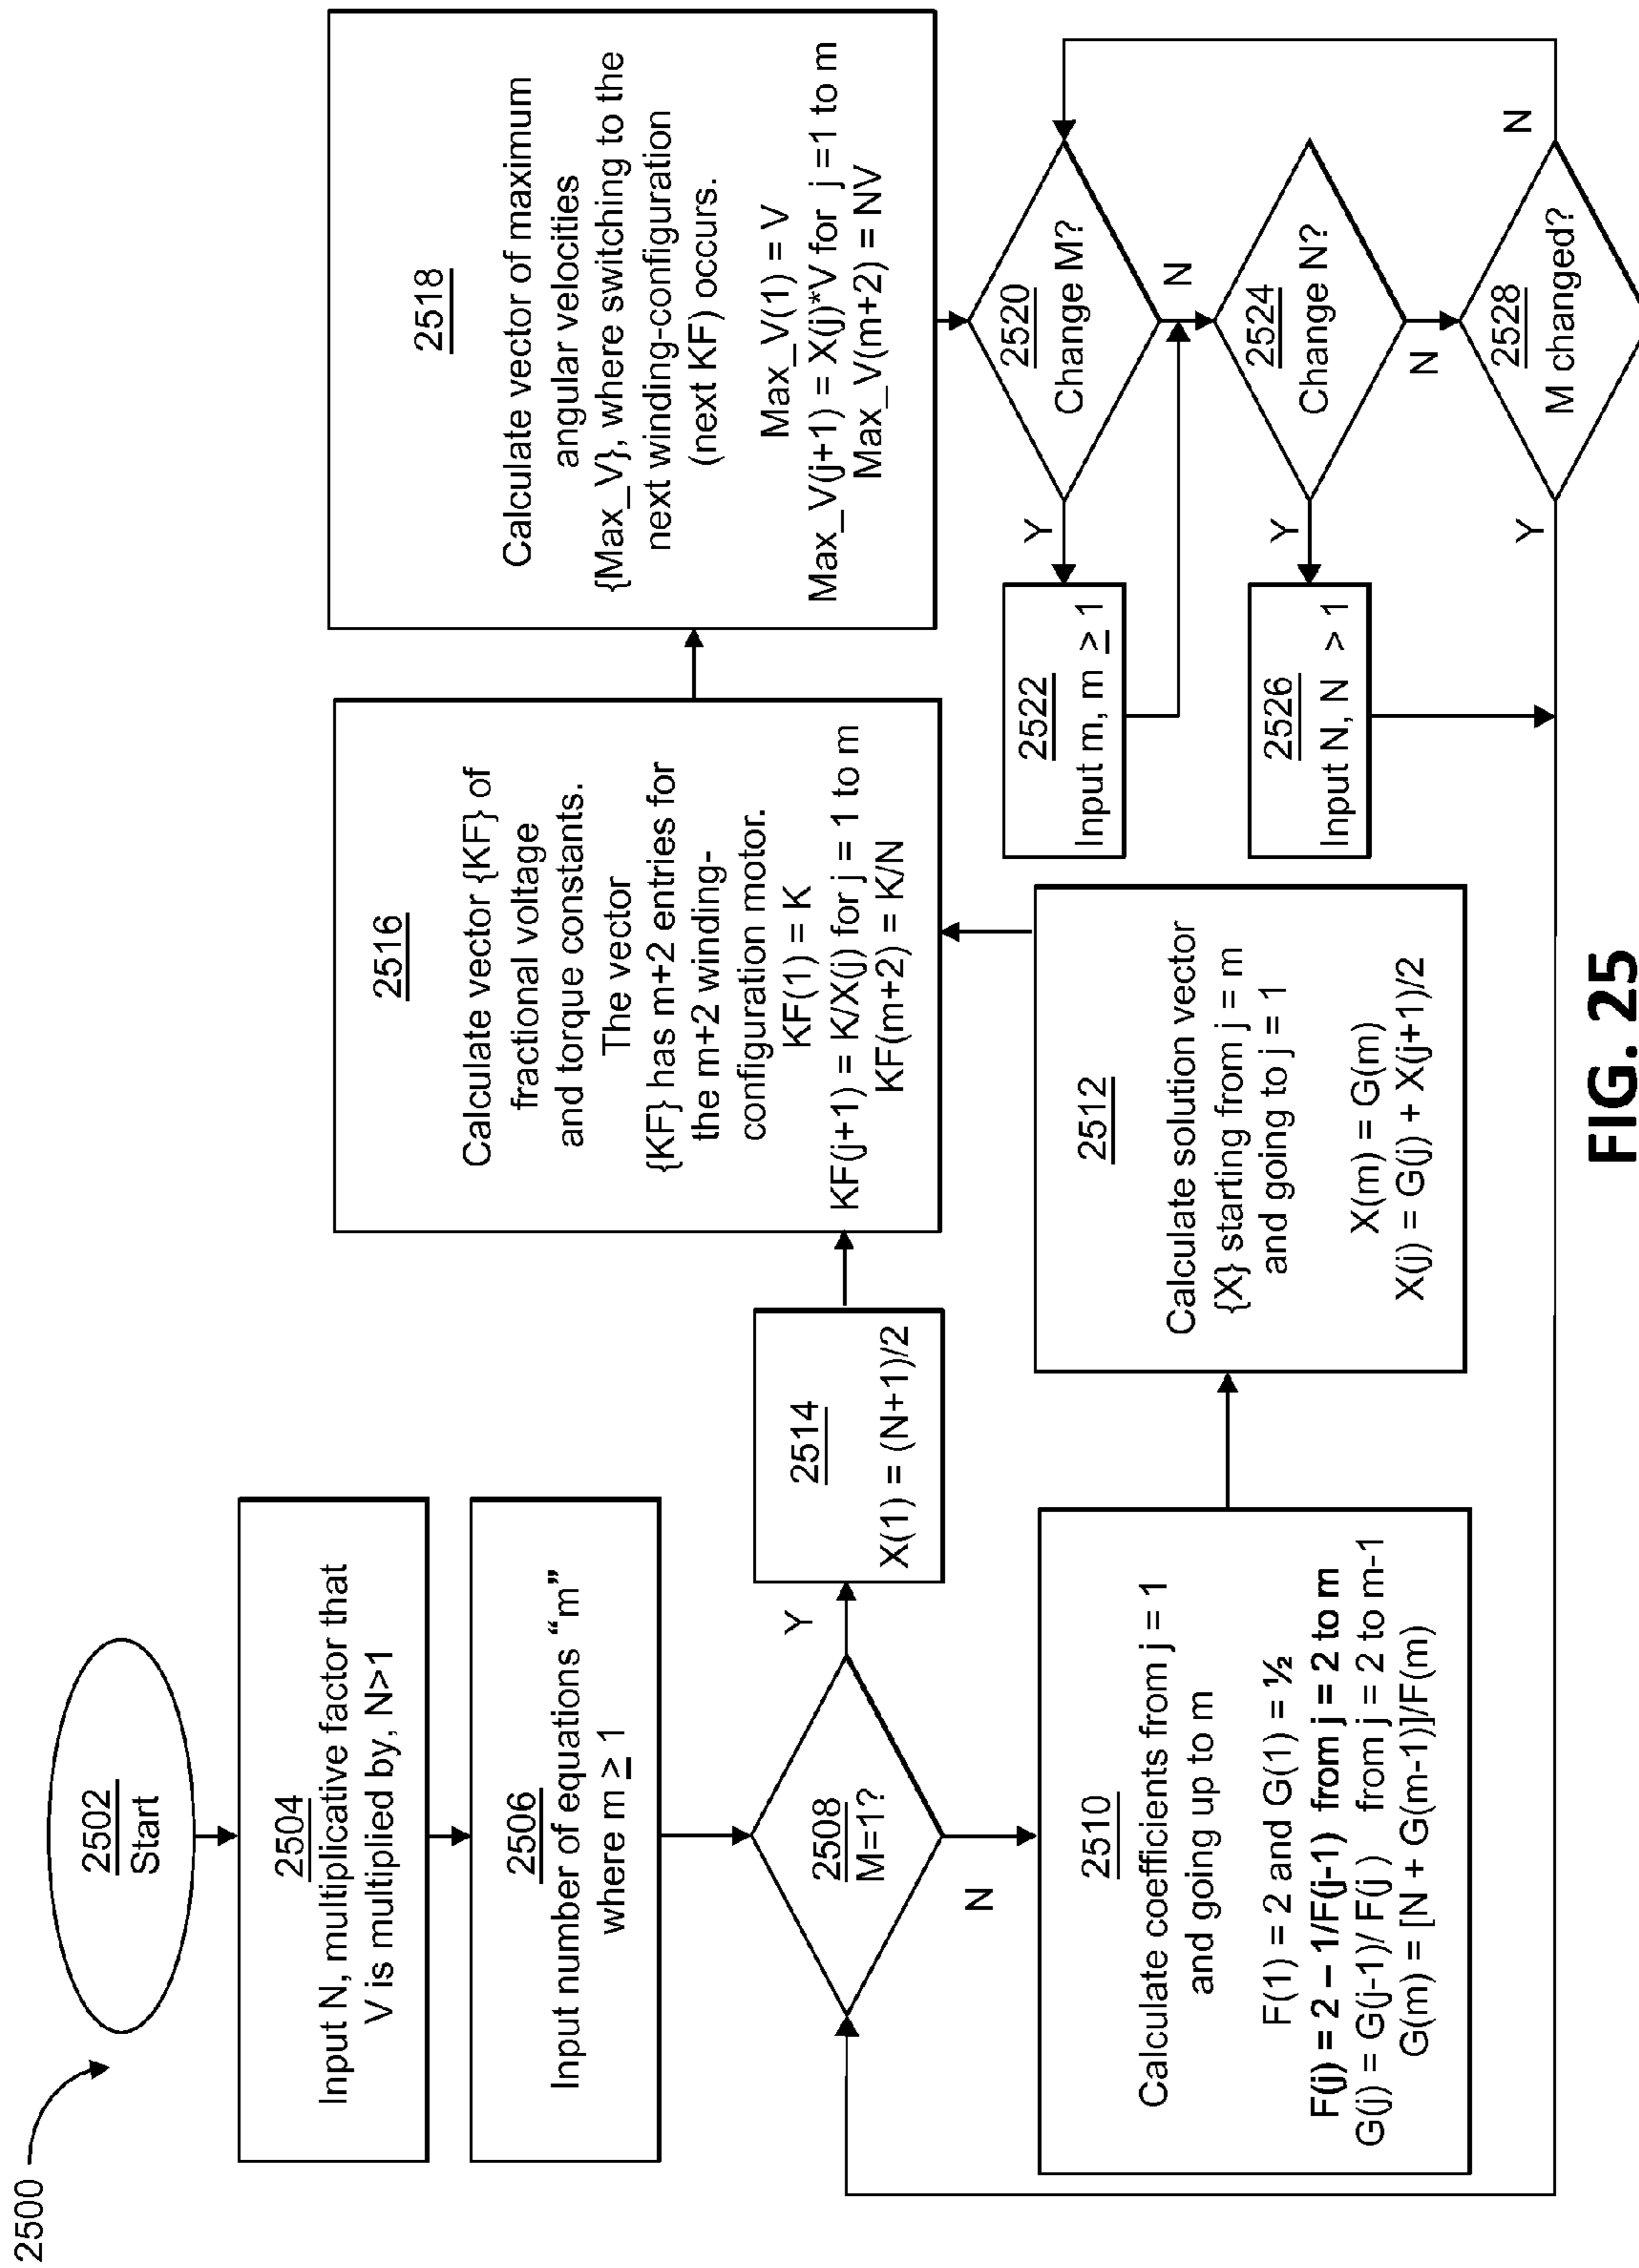 2500
2502
Start
2504
Input N, multiplicative factor that
V is multiplied by, N>1
2506
Input number of equations “m”
where m ≥ 1
2508
M=1?
Y
N
2510
Calculate coefficients from j = 1
and going up to m
F(1) = 2 and G(1) = ½
F(j) = 2 – 1/F(j-1) from j = 2 to m
G(j) = G(j-1)/ F(j ) from j = 2 to m-1
G(m) = [N + G(m-1)]/F(m)
2514
X(1) = (N+1)/2
2512
Calculate solution vector
{X} starting from j = m
and going to j = 1
X(m) = G(m)
X(j) = G(j) + X(j+1)/2
2516
Calculate vector {KF} of
fractional voltage
and torque constants.
The vector
{KF} has m+2 entries for
the m+2 winding-
configuration motor.
KF(1) = K
KF(j+1) = K/X(j) for j = 1 to m
KF(m+2) = K/N
2518
Calculate vector of maximum
angular velocities
{Max_V}, where switching to the
next winding-configuration
(next KF) occurs.
Max_V(1) = V
Max_V(j+1) = X(j)*V for j =1 to m
Max_V(m+2) = NV
2520
Change M?
Y
N
2522
Input m, m ≥ 1
2524
Change N?
Y
N
2526
Input N, N > 1
2528
M changed?
Y
N
FIG. 25